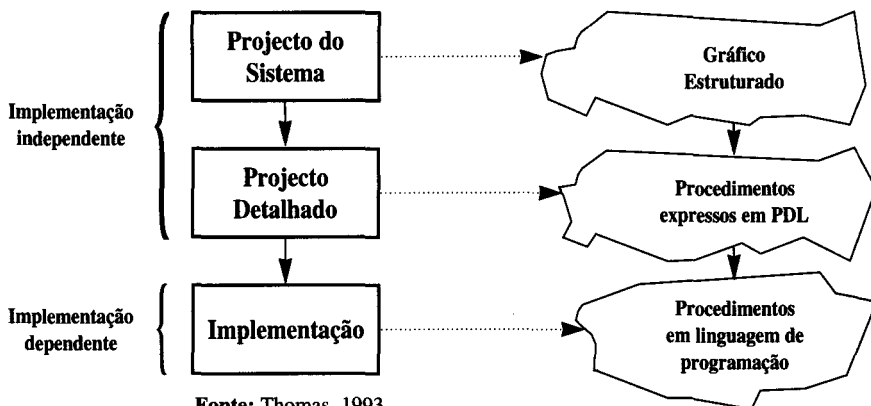 Projecto do
Sistema
Gráfico
Estruturado
Implementação
independente
Projecto
Detalhado
Procedimentos
expressos em PDL
Implementação
dependente
Implementação
Procedimentos
em linguagem de
programação
Fonte: Thomas, 1993